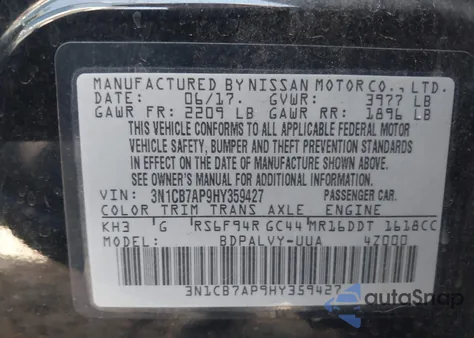 MANUFACTURED BY NISSAN MOTOR CO., LTD.
DATE: 06/17. GVWR: 3977 LB
GAWR FR: 2209 LB GAWR RR: 1896 LB
THIS VEHICLE CONFORMS TO ALL APPLICABLE FEDERAL MOTOR
VEHICLE SAFETY, BUMPER AND THEFT PREVENTION STANDARDS
IN EFFECT ON THE DATE OF MANUFACTURE SHOWN ABOVE.
SEE OWNER'S MANUAL FOR ADDITIONAL INFORMATION.
VIN: 3N1CB7AP9HY359427 PASSENGER CAR.
COLOR TRIM TRANS AXLE ENGINE
KH3 G RS6F94R GC44 MR16DDT 1618CC
MODEL: BDPALVY-UUA 4Z000
3N1CB7AP9HY359427
autoSnap